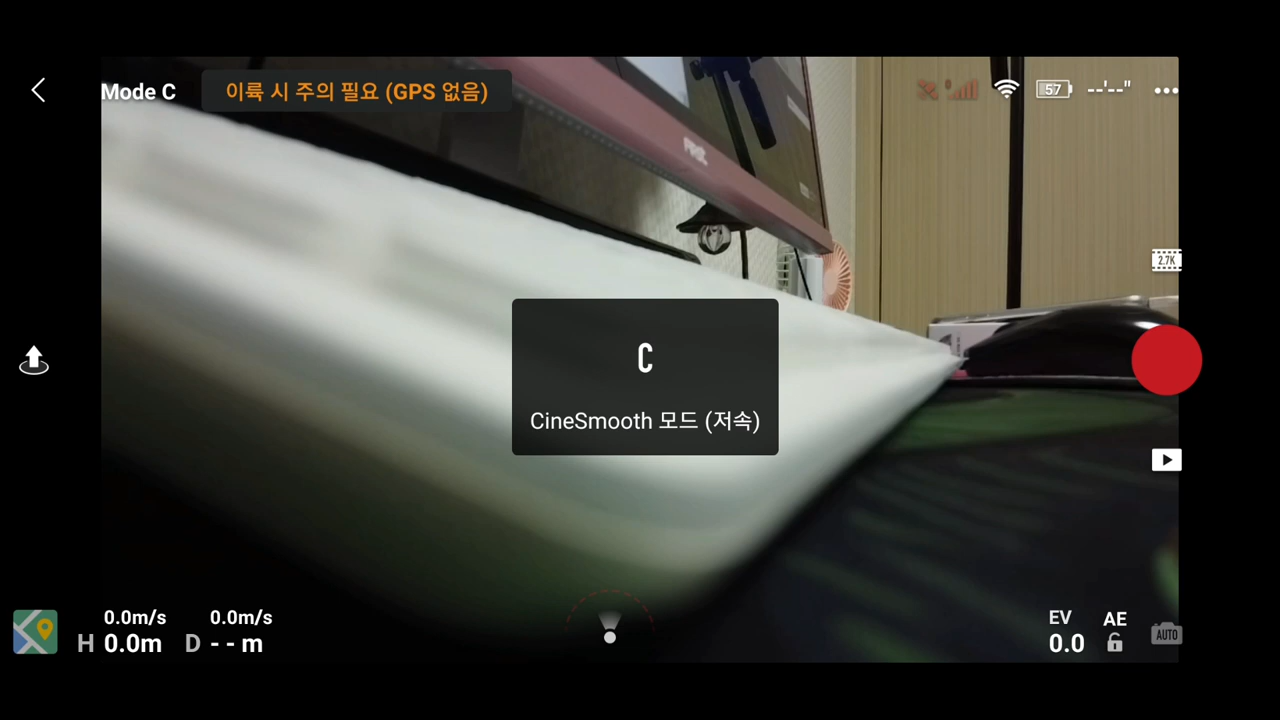 Mode C
이륙 시 주의 필요 (GPS 없음)
57
--'--"
2.7K
C
CineSmooth 모드 (저속)
0.0m/s
0.0m/s
H 0.0m
D - - m
EV
0.0
AE
AUTO